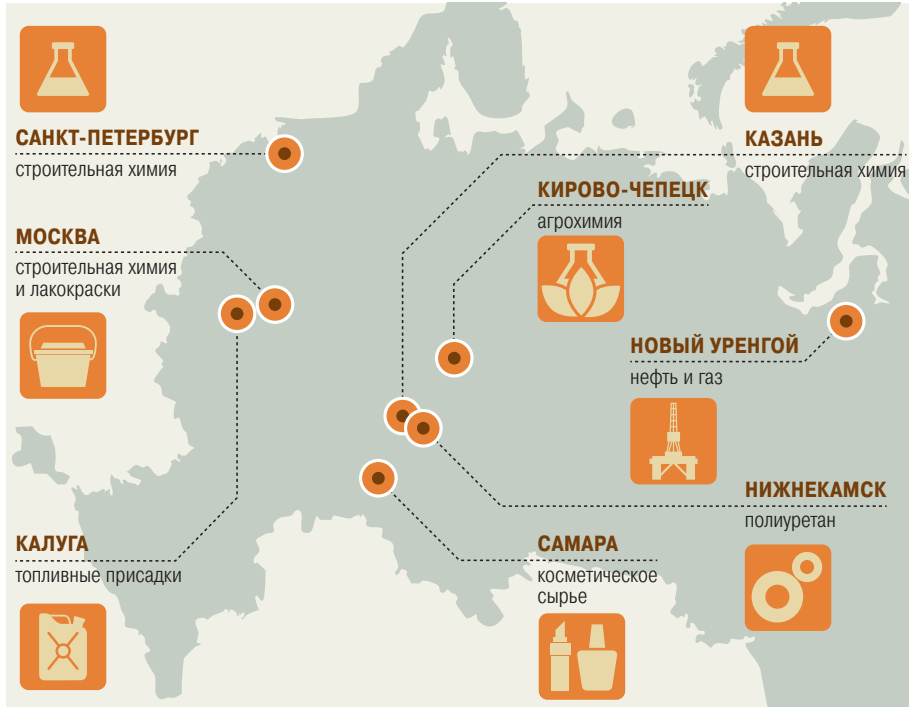 САНКТ-ПЕТЕРБУРГ
строительная химия
КАЗАНЬ
строительная химия
КИРОВО-ЧЕПЕЦК
агрохимия
МОСКВА
строительная химия
и лакокраски
НОВЫЙ УРЕНГОЙ
нефть и газ
НИЖНЕКАМСК
полиуретан
КАЛУГА
топливные присадки
САМАРА
косметическое
сырье